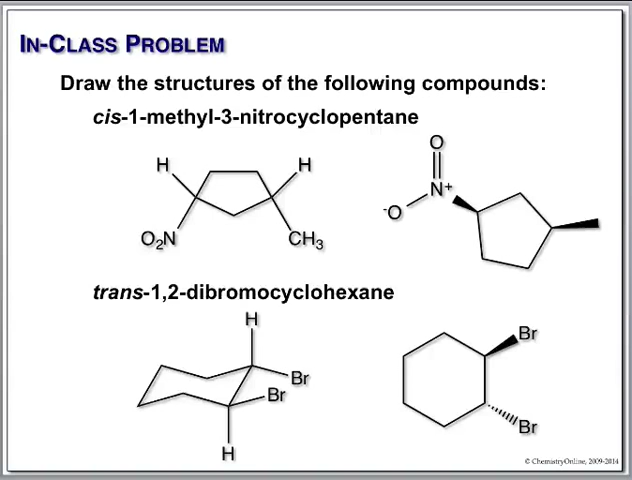 IN-CLASS PROBLEM
Draw the structures of the following compounds:
cis-1-methyl-3-nitrocyclopentane
H H
O₂N CH₃
O
N⁺
⁻O
trans-1,2-dibromocyclohexane
H
Br
Br
H
Br
Br
© ChemistryOnline, 2009-2014